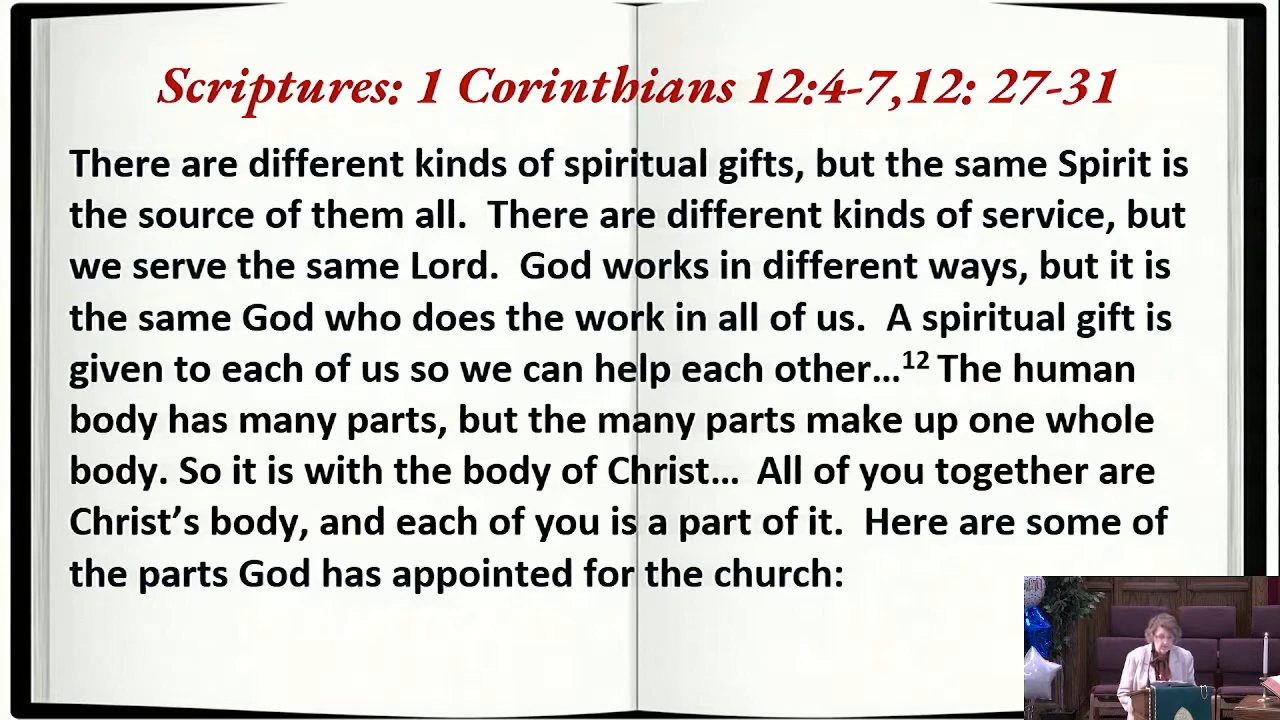 Scriptures: 1 Corinthians 12:4-7,12: 27-31
There are different kinds of spiritual gifts, but the same Spirit is
the source of them all.  There are different kinds of service, but
we serve the same Lord.  God works in different ways, but it is
the same God who does the work in all of us.  A spiritual gift is
given to each of us so we can help each other...¹² The human
body has many parts, but the many parts make up one whole
body. So it is with the body of Christ...  All of you together are
Christ's body, and each of you is a part of it.  Here are some of
the parts God has appointed for the church: